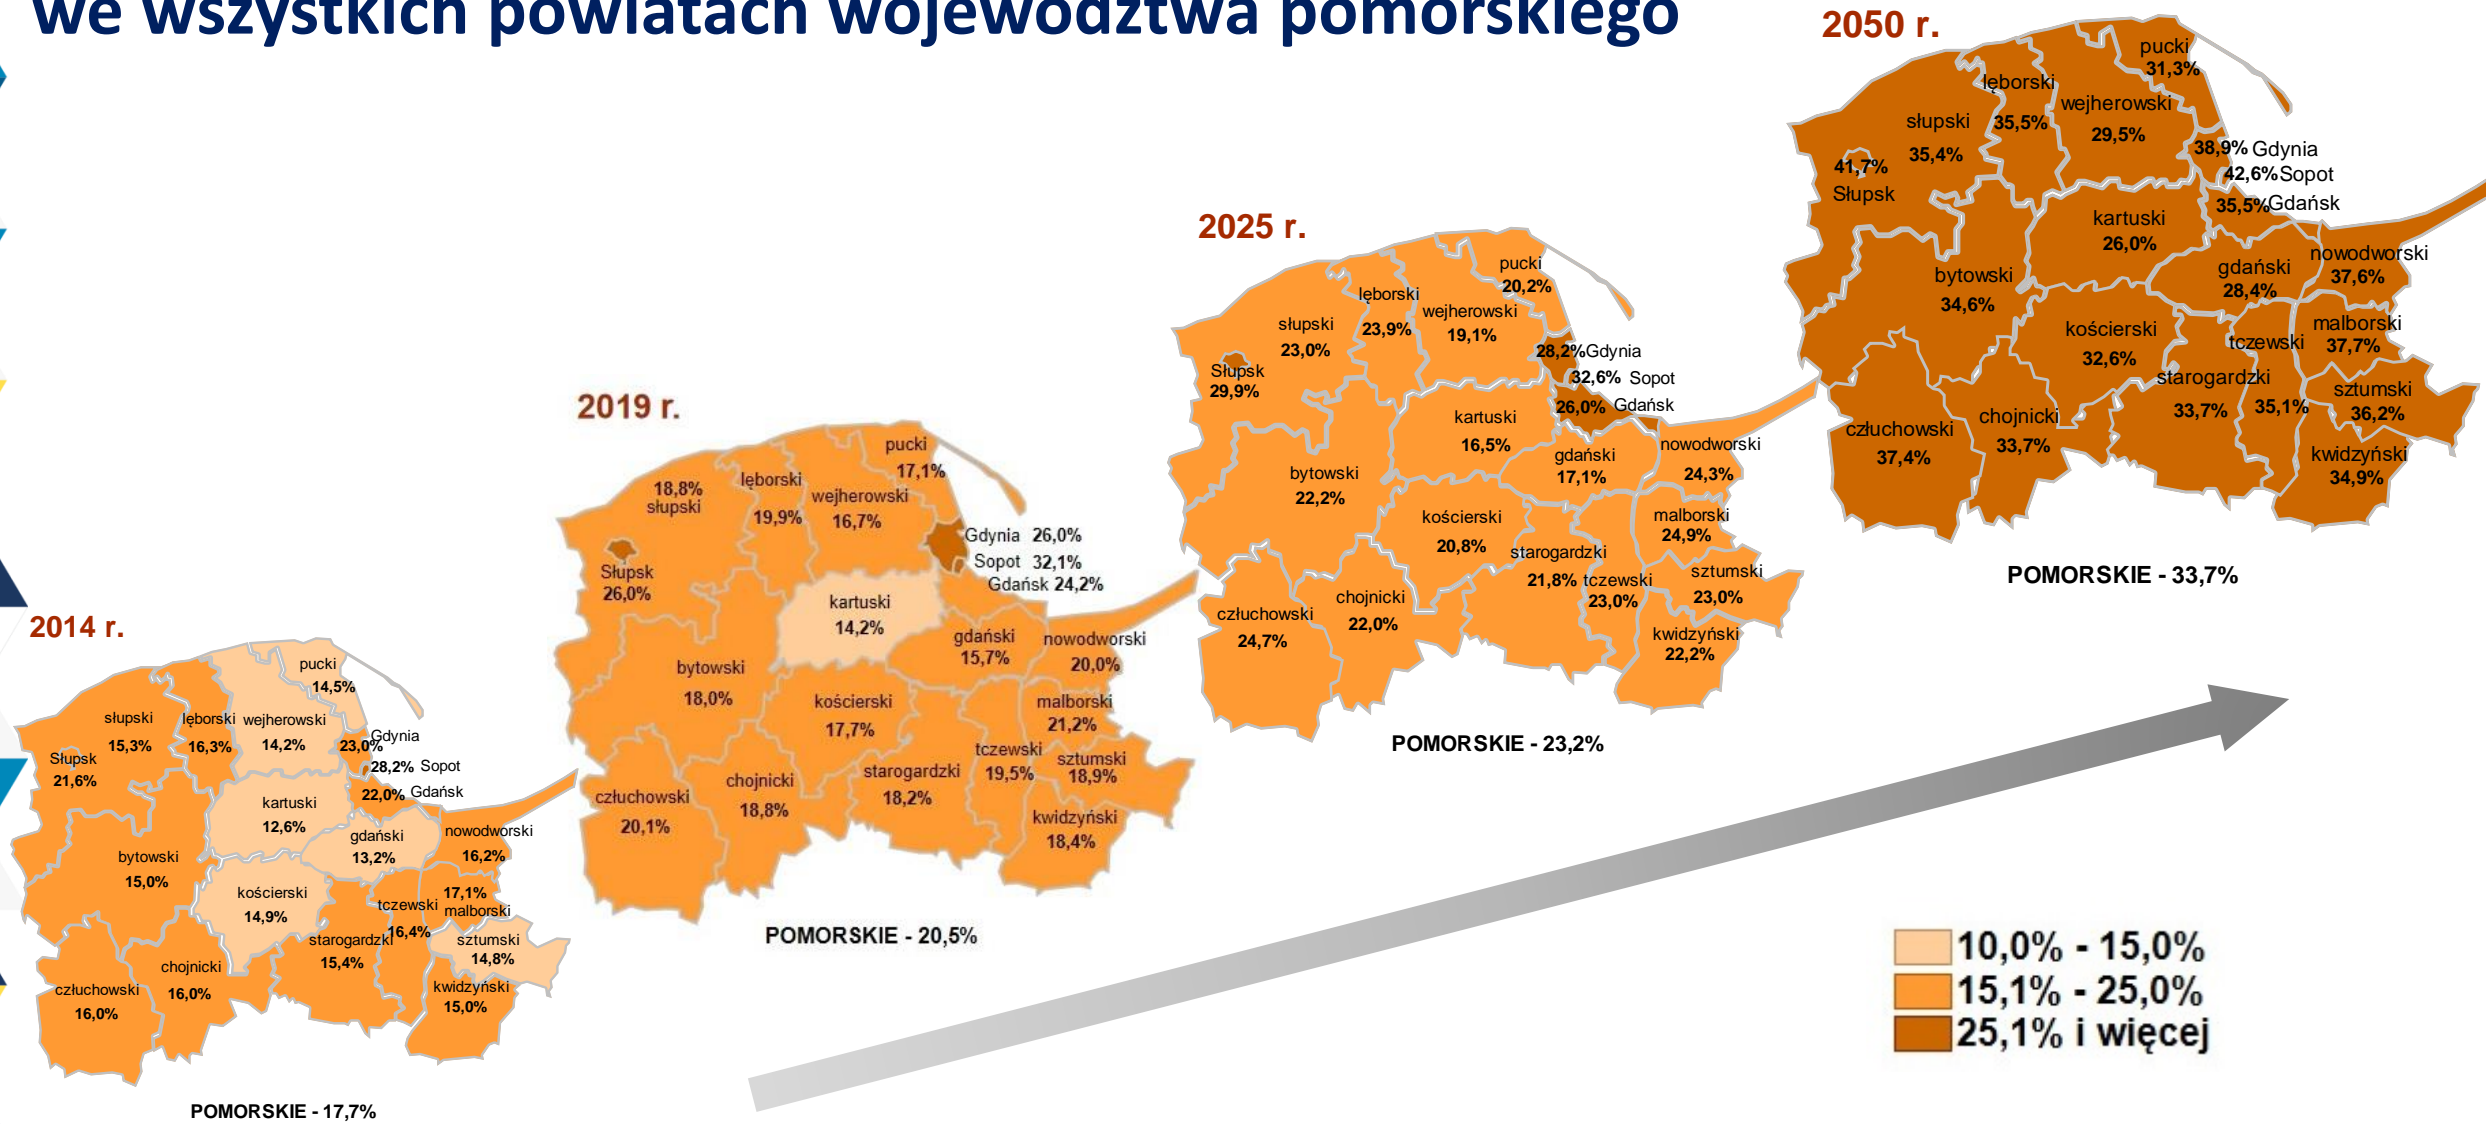 we wszystkich powiatach województwa pomorskiego
2014 r.
pucki
14,5%
słupski
15,3%
lęborski
16,3%
wejherowski
14,2%
Gdynia
23,0%
Słupsk
21,6%
28,2% Sopot
22,0% Gdańsk
kartuski
12,6%
gdański
13,2%
nowodworski
16,2%
bytowski
15,0%
kościerski
14,9%
17,1%
malborski
tczewski
16,4%
starogardzki
15,4%
sztumski
14,8%
chojnicki
16,0%
człuchowski
16,0%
kwidzyński
15,0%
POMORSKIE - 17,7%
2019 r.
pucki
17,1%
18,8%
słupski
lęborski
19,9%
wejherowski
16,7%
Gdynia 26,0%
Sopot 32,1%
Gdańsk 24,2%
Słupsk
26,0%
kartuski
14,2%
gdański
15,7%
nowodworski
20,0%
bytowski
18,0%
kościerski
17,7%
malborski
21,2%
tczewski
19,5%
sztumski
18,9%
starogardzki
18,2%
chojnicki
18,8%
człuchowski
20,1%
kwidzyński
18,4%
POMORSKIE - 20,5%
2025 r.
pucki
20,2%
lęborski
23,9%
wejherowski
19,1%
słupski
23,0%
28,2% Gdynia
32,6% Sopot
26,0% Gdańsk
Słupsk
29,9%
kartuski
16,5%
gdański
17,1%
nowodworski
24,3%
bytowski
22,2%
kościerski
20,8%
malborski
24,9%
starogardzki
21,8%
tczewski
23,0%
sztumski
23,0%
chojnicki
22,0%
człuchowski
24,7%
kwidzyński
22,2%
POMORSKIE - 23,2%
2050 r.
pucki
31,3%
lęborski
35,5%
wejherowski
29,5%
słupski
35,4%
38,9% Gdynia
42,6% Sopot
35,5% Gdańsk
41,7%
Słupsk
kartuski
26,0%
gdański
28,4%
nowodworski
37,6%
bytowski
34,6%
kościerski
32,6%
malborski
37,7%
tczewski
35,1%
starogardzki
33,7%
sztumski
36,2%
chojnicki
33,7%
człuchowski
37,4%
kwidzyński
34,9%
POMORSKIE - 33,7%
10,0% - 15,0%
15,1% - 25,0%
25,1% i więcej